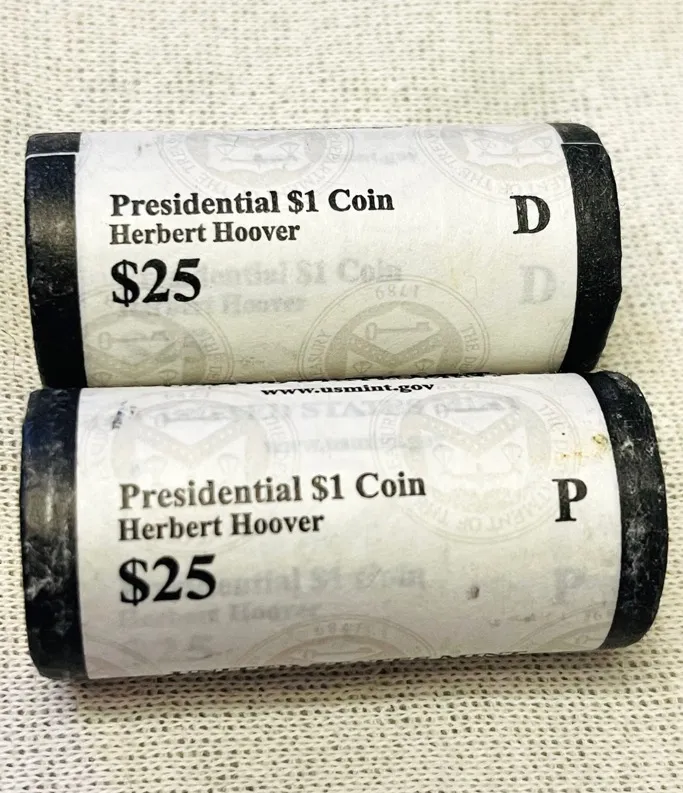 Presidential $1 Coin
Herbert Hoover
$25
D
www.usmint.gov
Presidential $1 Coin
Herbert Hoover
$25
P